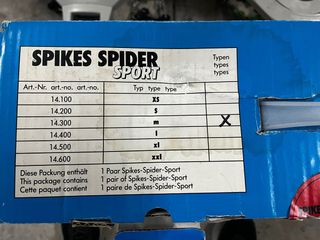 SPIKES SPIDER
SPORT
Typen
types
types
Art.-Nr. art.-no. art.-no. Typ type type
14.100 XS
14.200 S
14.300 m X
14.400 l
14.500 xl
14.600 xxl
Diese Packung enthält 1 Paar Spikes-Spider-Sport
This package contains 1 pair of Spikes-Spider-Sport
Cette paquet contient 1 paire de Spikes-Spider-Sport
SPIKES